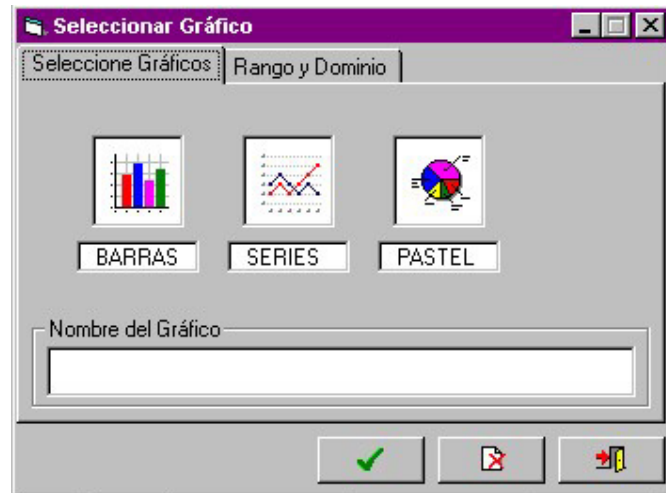 Seleccionar Gráfico
Seleccione Gráficos
Rango y Dominio
BARRAS
SERIES
PASTEL
Nombre del Gráfico